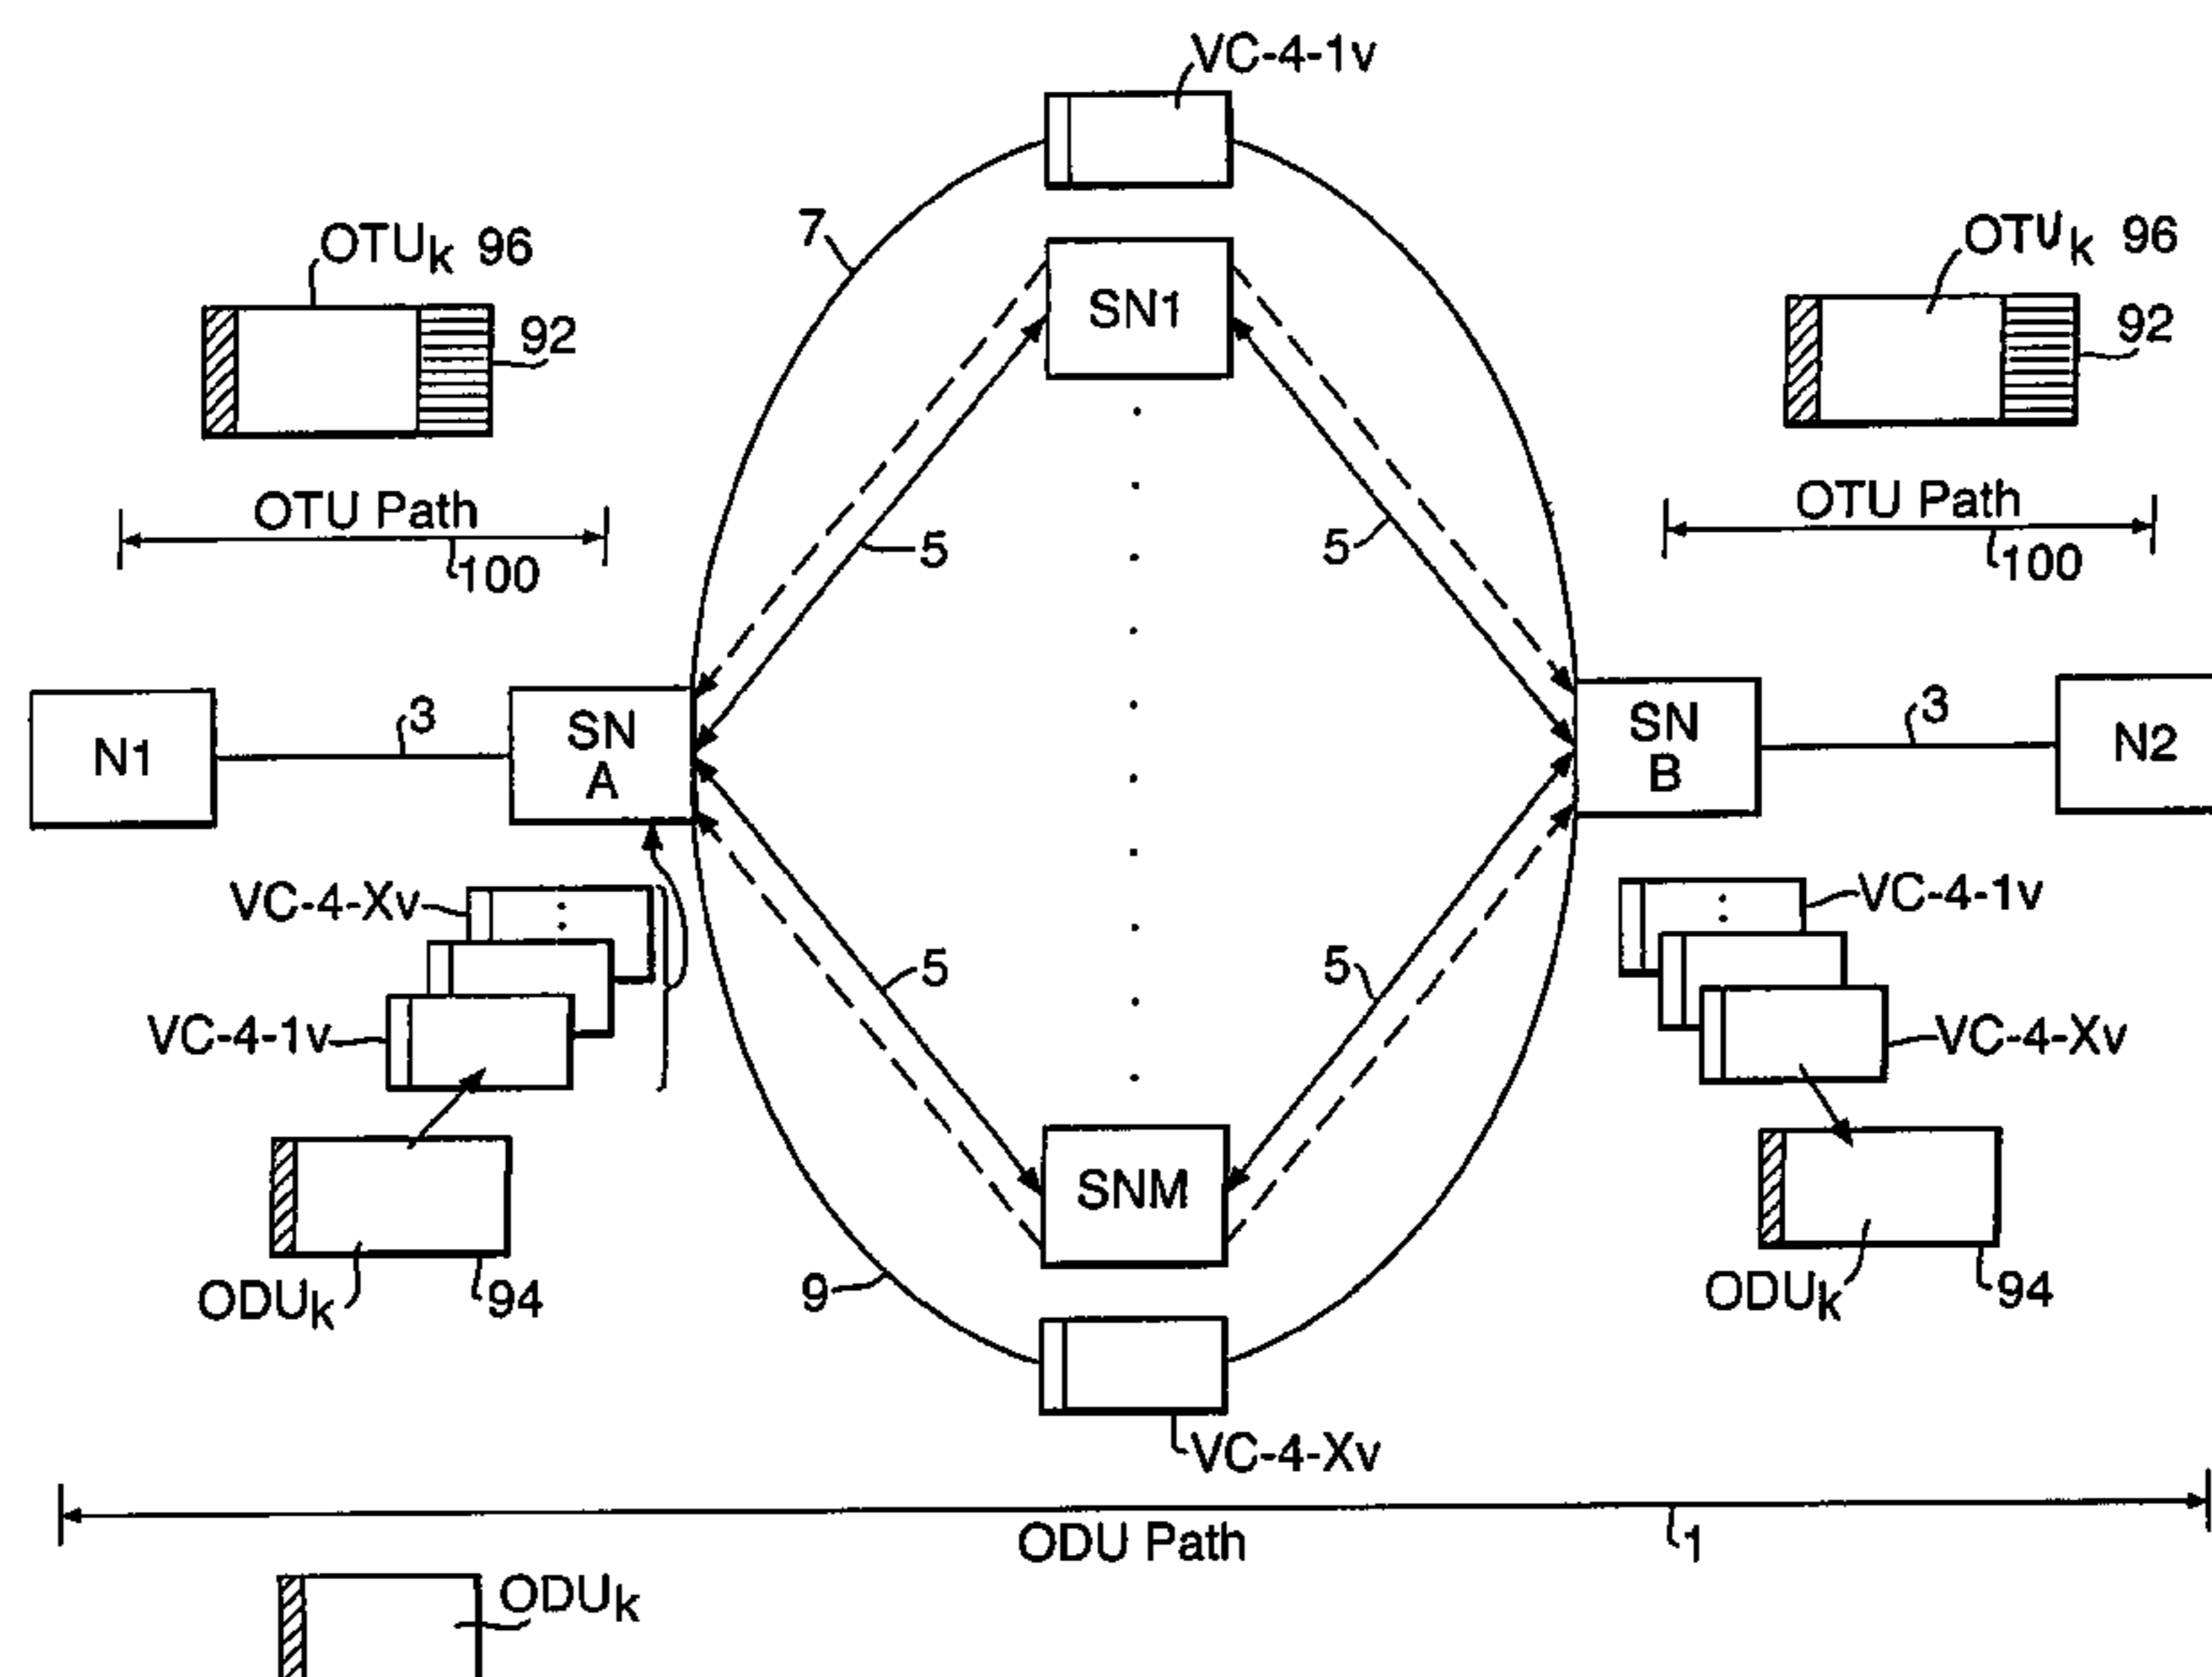 VC-4-1v
7
OTUk 96
92
OTUk 96
92
SN1
OTU Path
100
5
5
OTU Path
100
N1
3
SN
A
SN
B
3
N2
VC-4-Xv
VC-4-1v
5
5
VC-4-1v
VC-4-Xv
SNM
ODUk
94
9
ODUk
94
VC-4-Xv
ODU Path
1
ODUk